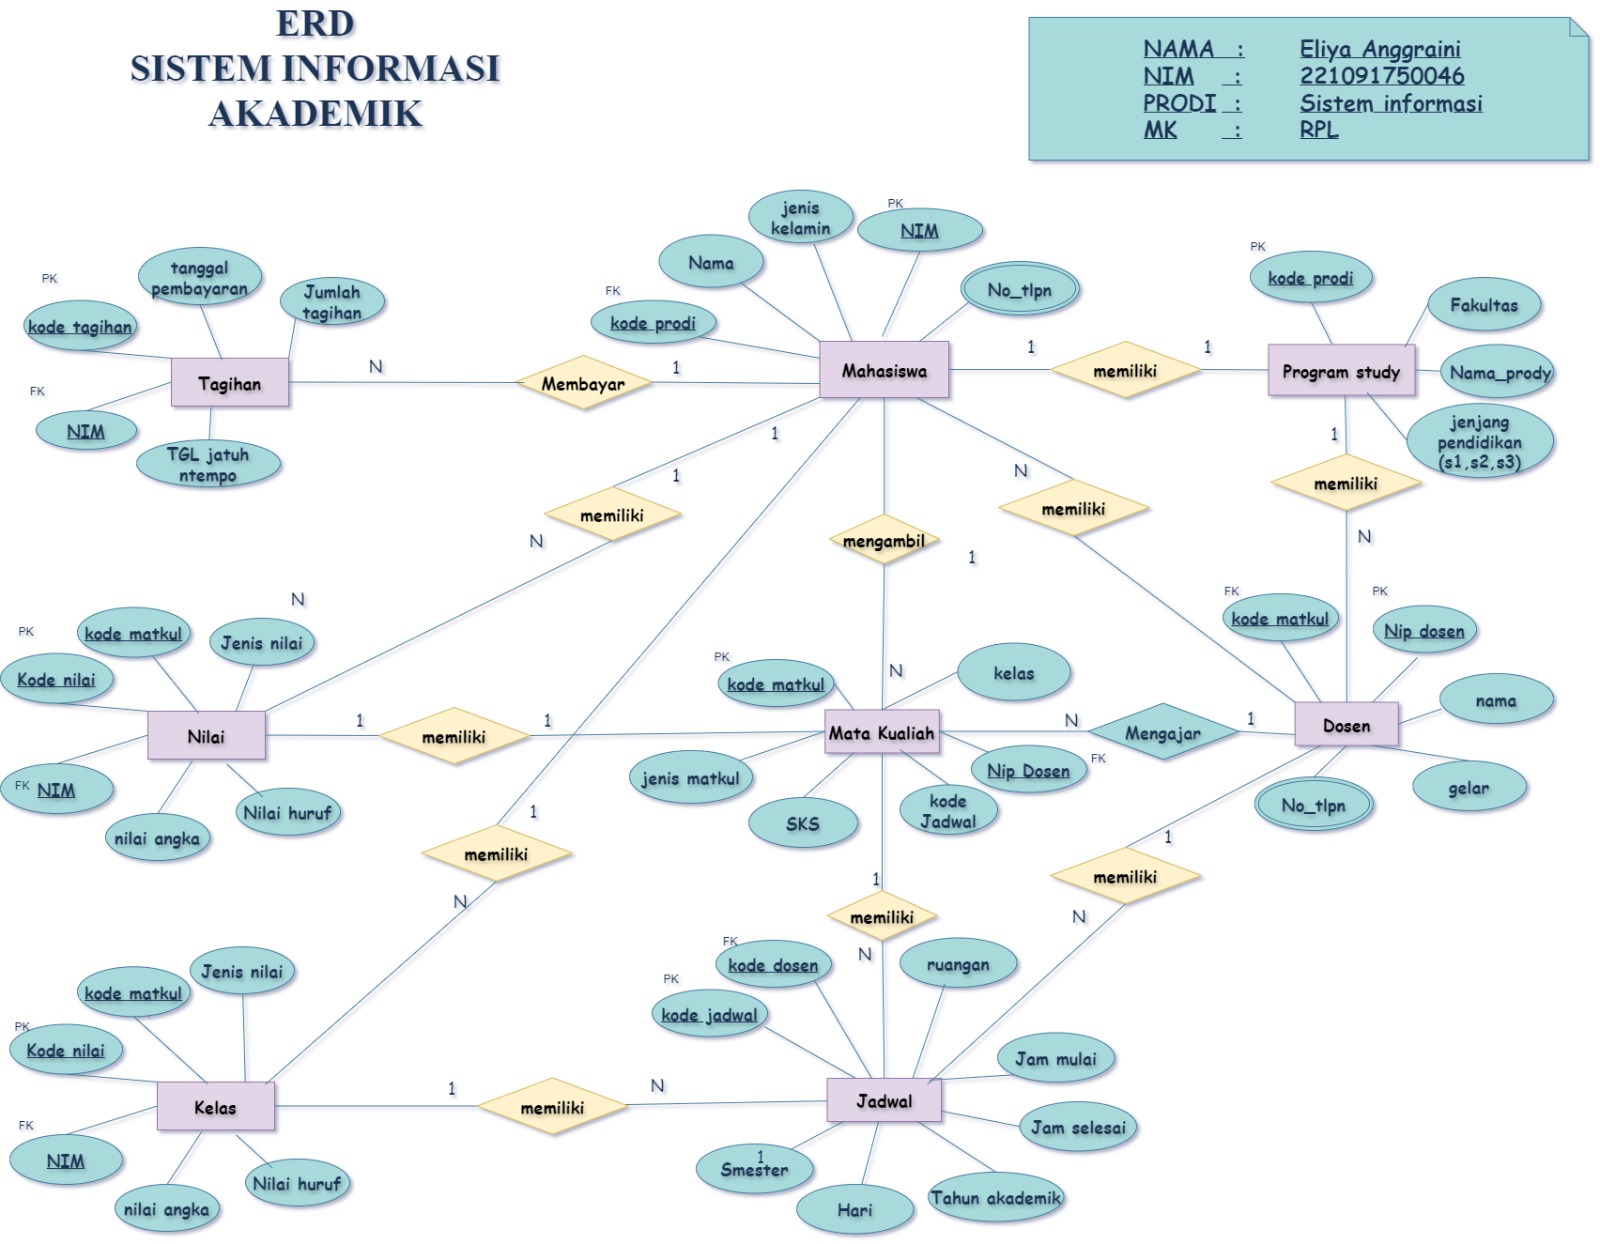 ERD
SISTEM INFORMASI
AKADEMIK
NAMA : Eliya Anggraini
NIM : 221091750046
PRODI : Sistem informasi
MK : RPL
PK
tanggal
pembayaran
Jumlah
tagihan
kode tagihan
Tagihan
FK
NIM
TGL jatuh
ntempo
N
Membayar
1
jenis
kelamin
PK
NIM
Nama
No_tlpn
FK
kode prodi
Mahasiswa
1
memiliki
1
PK
kode prodi
Fakultas
Program study
Nama_prody
jenjang
pendidikan
(s1,s2,s3)
1
memiliki
N
1
1
memiliki
N
N
mengambil
1
N
N
memiliki
PK
kode matkul
Jenis nilai
Kode nilai
Nilai
FK NIM
nilai angka
Nilai huruf
1
memiliki
1
PK
kode matkul
kelas
Mata Kualiah
jenis matkul
SKS
kode
Jadwal
Nip Dosen
FK
N
Mengajar
1
FK
kode matkul
PK
Nip dosen
nama
Dosen
No_tlpn
gelar
1
memiliki
N
1
memiliki
N
1
memiliki
N
Jenis nilai
kode matkul
PK
Kode nilai
Kelas
FK
NIM
nilai angka
Nilai huruf
1
memiliki
N
FK
kode dosen
ruangan
PK
kode jadwal
Jam mulai
Jadwal
Jam selesai
1
Smester
Hari
Tahun akademik